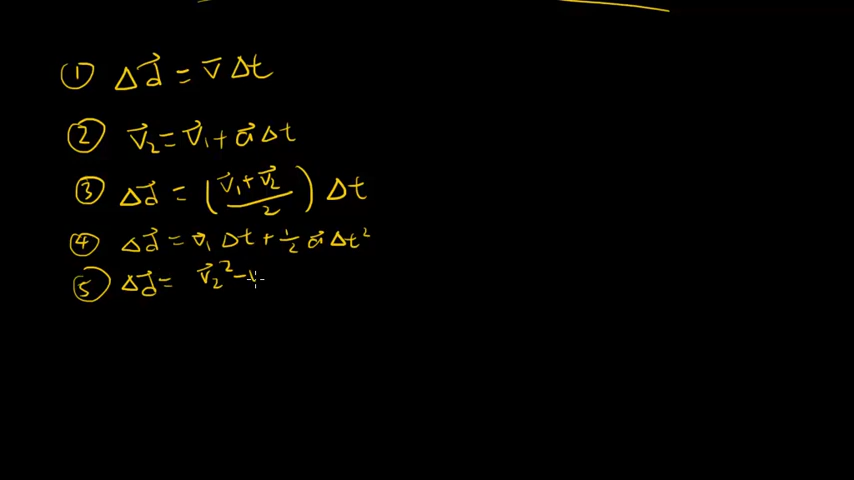 ① Δd⃗ = v⃗ Δt
② v⃗₂ = v⃗₁ + a⃗ Δt
③ Δd⃗ = (v⃗₁ + v⃗₂ / 2) Δt
④ Δd⃗ = v⃗₁ Δt + ½ a⃗ Δt²
⑤ Δd⃗ = v⃗₂² −